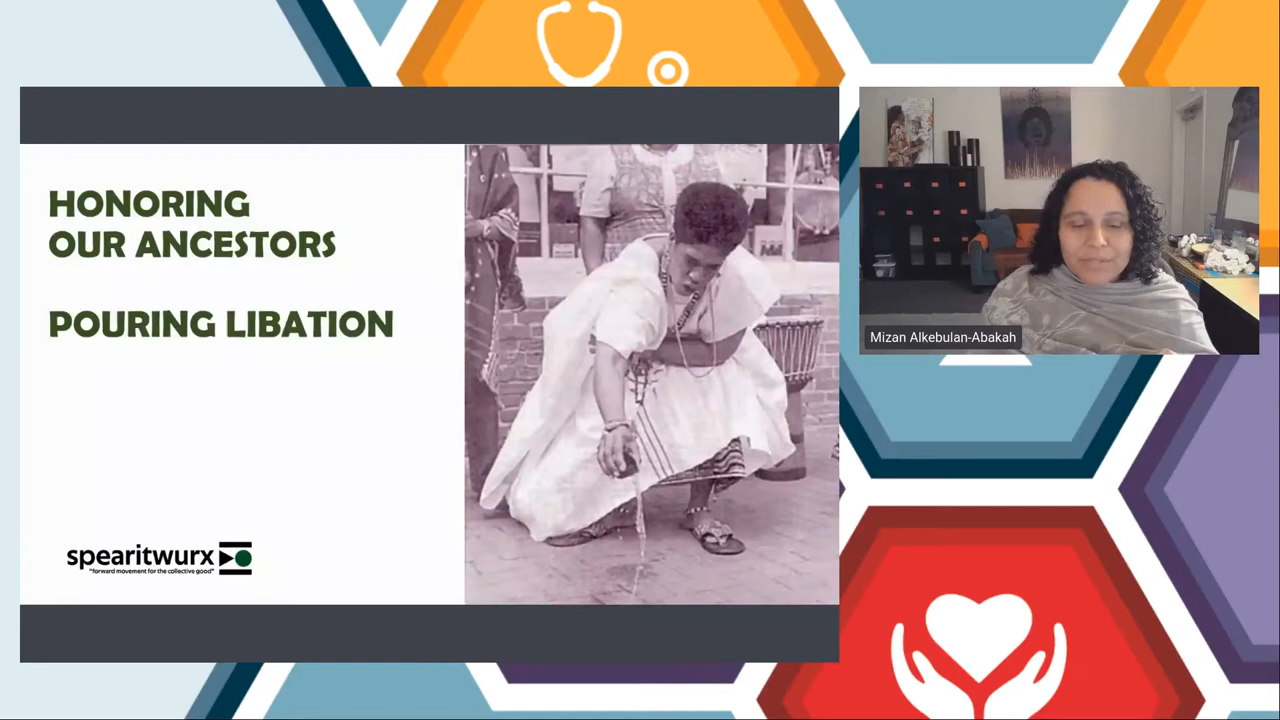 HONORING
OUR ANCESTORS
POURING LIBATION
spearitwurx
"forward movement for the collective good"
Mizan Alkebulan-Abakah